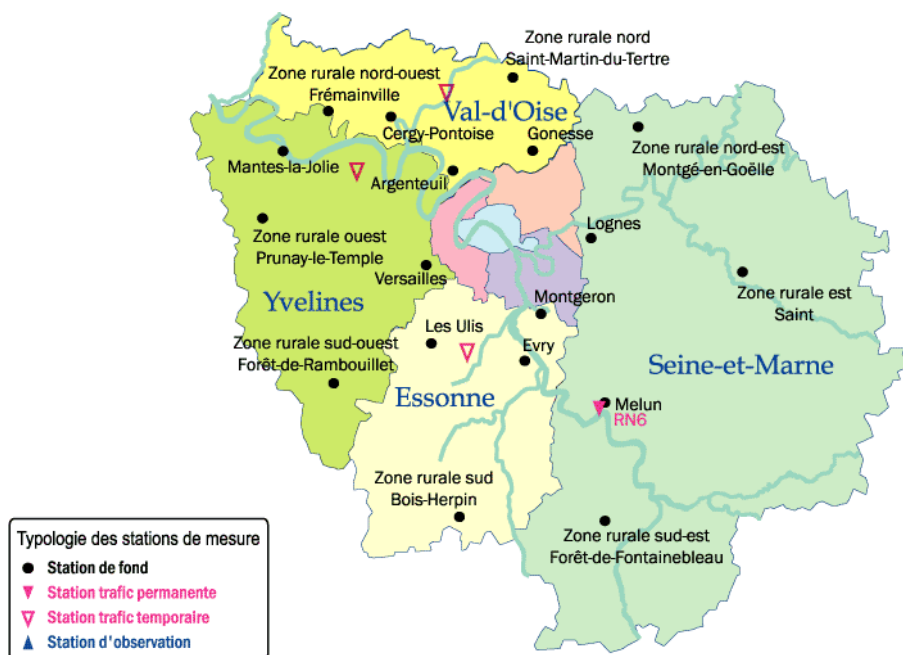 Zone rurale nord
Saint-Martin-du-Tertre
Zone rurale nord-ouest
Frémainville
Val-d'Oise
Cergy-Pontoise
Gonesse
Zone rurale nord-est
Montgé-en-Goëlle
Mantes-la-Jolie
Argenteuil
Lognes
Zone rurale ouest
Prunay-le-Temple
Versailles
Zone rurale est
Saint
Yvelines
Montgeron
Les Ulis
Evry
Zone rurale sud-ouest
Forêt-de-Rambouillet
Seine-et-Marne
Essonne
Melun
RN6
Zone rurale sud
Bois-Herpin
Zone rurale sud-est
Forêt-de-Fontainebleau
Typologie des stations de mesure
Station de fond
Station trafic permanente
Station trafic temporaire
Station d'observation